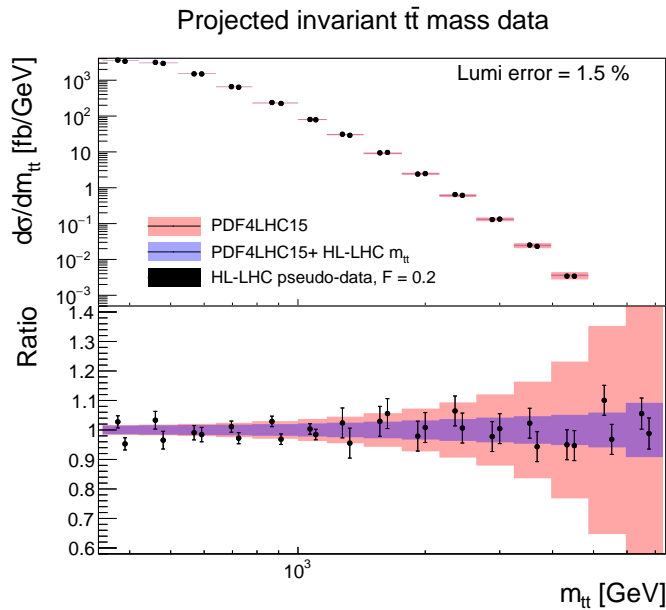 Projected invariant tt̄ mass data
Lumi error = 1.5 %
dσ/dm_tt [fb/GeV]
10³
10²
10
1
10⁻¹
10⁻²
10⁻³
PDF4LHC15
PDF4LHC15+ HL-LHC m_tt
HL-LHC pseudo-data, F = 0.2
Ratio
1.4
1.3
1.2
1.1
1
0.9
0.8
0.7
0.6
10³
m_tt [GeV]